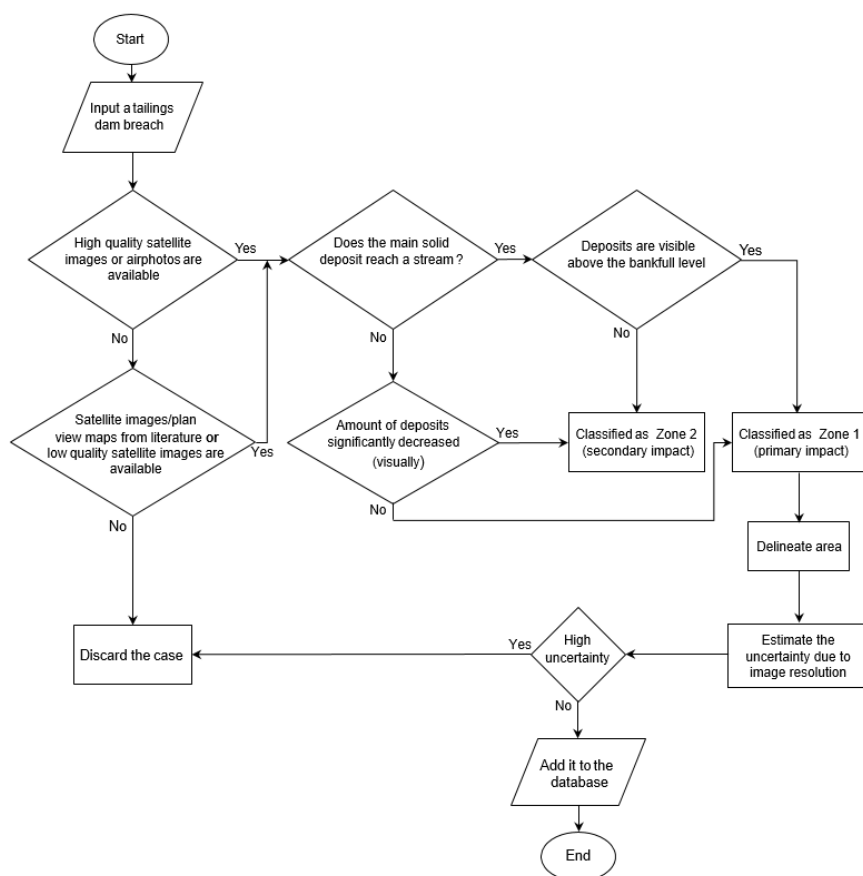 Start
Input a tailings
dam breach
High quality satellite
images or airphotos are
available
Yes
Does the main solid
deposit reach a stream ?
Yes
Deposits are visible
above the bankfull level
Yes
No
No
No
Satellite images/plan
view maps from literature or
low quality satellite images are
available
Yes
Amount of deposits
significantly decreased
(visually)
Yes
Classified as Zone 2
(secondary impact)
Classified as Zone 1
(primary impact)
No
No
Delineate area
Discard the case
Yes
High
uncertainty
Estimate the
uncertainty due to
image resolution
No
Add it to the
database
End